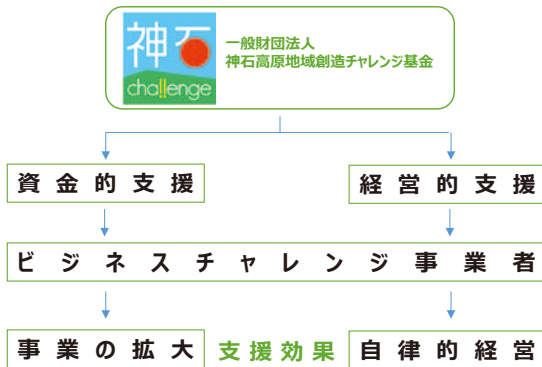 神石
challenge
一般財団法人
神石高原地域創造チャレンジ基金
資金的支援
経営的支援
ビジネスチャレンジ事業者
事業の拡大
支援効果
自律的経営